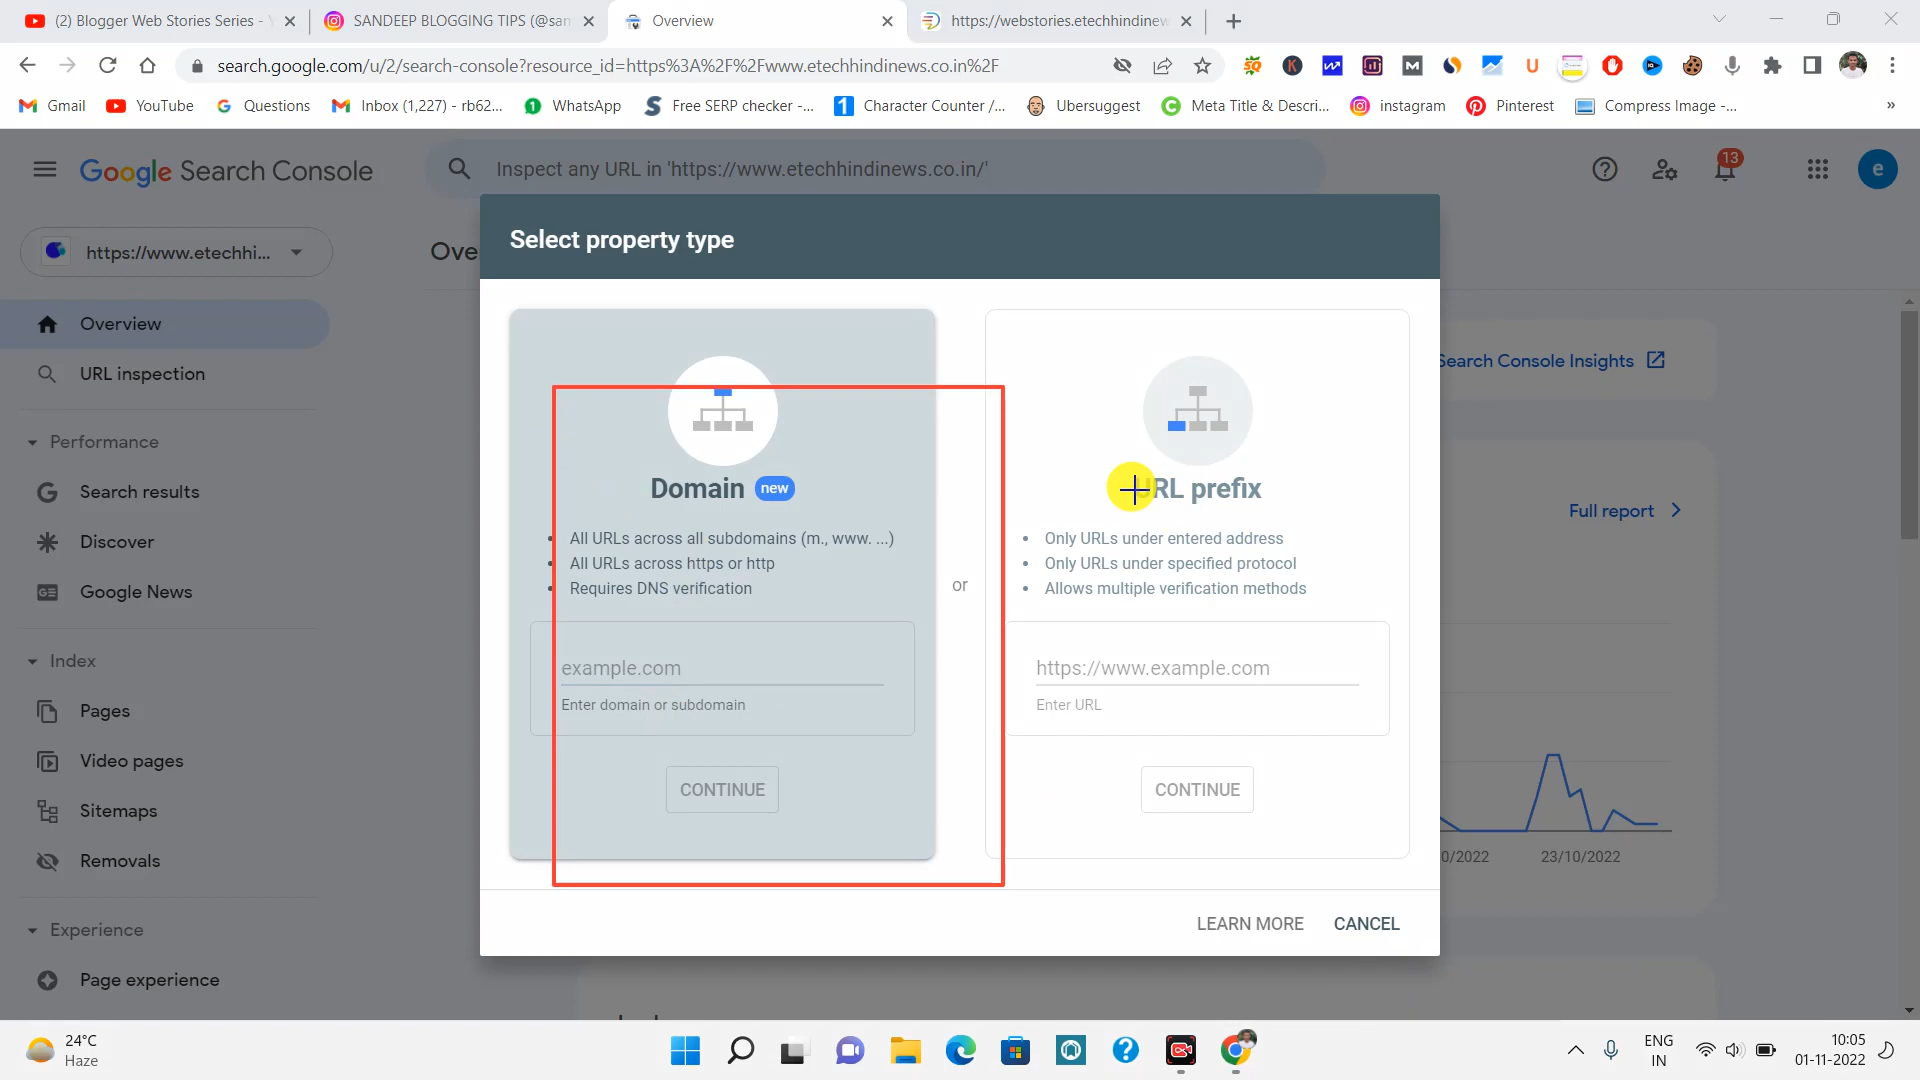 (2) Blogger Web Stories Series -
SANDEEP BLOGGING TIPS (@san
Overview
https://webstories.etechhindinew
search.google.com/u/2/search-console?resource_id=https%3A%2F%2Fwww.etechhindinews.co.in%2F
Gmail
YouTube
Questions
Inbox (1,227) - rb62...
WhatsApp
Free SERP checker -...
Character Counter /...
Ubersuggest
Meta Title & Descri...
instagram
Pinterest
Compress Image -...
»
Google Search Console
Inspect any URL in 'https://www.etechhindinews.co.in/'
13
e
https://www.etechhi...
Ove
Select property type
Overview
URL inspection
Search Console Insights
Performance
Search results
Discover
Google News
Full report
Domain new
All URLs across all subdomains (m., www. ...)
All URLs across https or http
Requires DNS verification
example.com
Enter domain or subdomain
CONTINUE
or
URL prefix
Only URLs under entered address
Only URLs under specified protocol
Allows multiple verification methods
https://www.example.com
Enter URL
CONTINUE
Index
Pages
Video pages
Sitemaps
Removals
0/2022
23/10/2022
LEARN MORE
CANCEL
Experience
Page experience
24°C
Haze
ENG
IN
10:05
01-11-2022